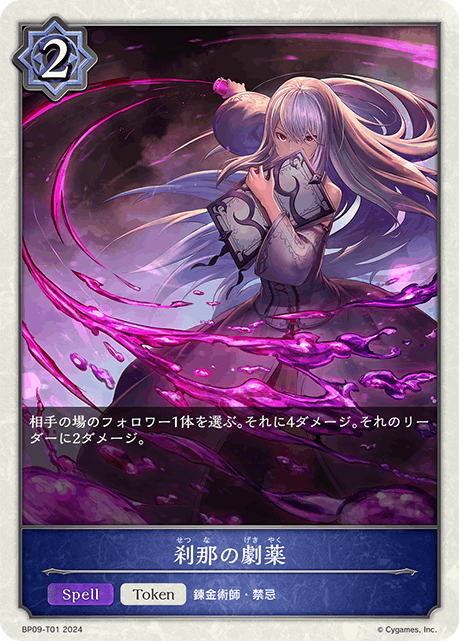 2
相手の場のフォロワー1体を選ぶ。それに4ダメージ。それのリー
ダーに2ダメージ。
せつな げきやく
刹那の劇薬
Spell Token 錬金術師・禁忌
BP09-T01 2024 © Cygames, Inc.